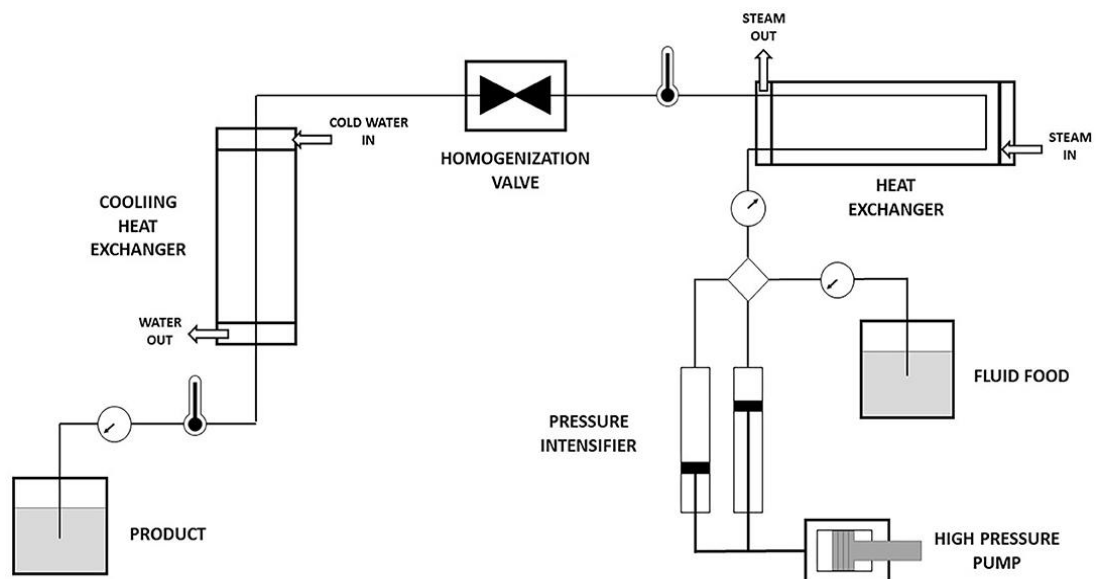 STEAM
OUT
COLD WATER
IN
HOMOGENIZATION
VALVE
STEAM
IN
HEAT
EXCHANGER
COOLIING
HEAT
EXCHANGER
WATER
OUT
FLUID FOOD
PRESSURE
INTENSIFIER
PRODUCT
HIGH PRESSURE
PUMP